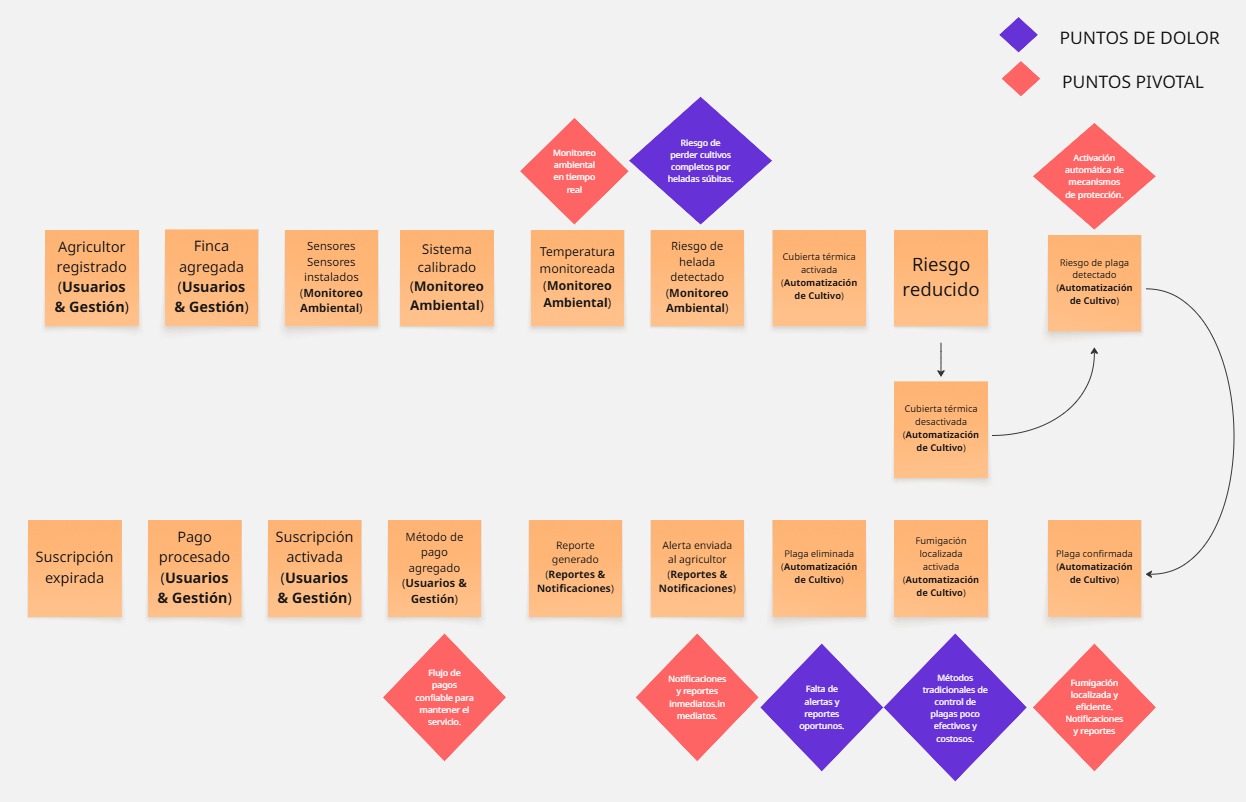 PUNTOS DE DOLOR
PUNTOS PIVOTAL
Monitoreo
ambiental
en tiempo
real
Riesgo de
perder cultivos
completos por
heladas súbitas.
Activación
automática de
mecanismos
de protección.
Agricultor
registrado
(Usuarios
& Gestión)
Finca
agregada
(Usuarios
& Gestión)
Sensores
Sensores
instalados
(Monitoreo
Ambiental)
Sistema
calibrado
(Monitoreo
Ambiental)
Temperatura
monitoreada
(Monitoreo
Ambiental)
Riesgo de
helada
detectado
(Monitoreo
Ambiental)
Cubierta térmica
activada
(Automatización
de Cultivo)
Riesgo
reducido
Riesgo de plaga
detectado
(Automatización
de Cultivo)
Cubierta térmica
desactivada
(Automatización
de Cultivo)
Suscripción
expirada
Pago
procesado
(Usuarios
& Gestión)
Suscripción
activada
(Usuarios
& Gestión)
Método de
pago
agregado
(Usuarios &
Gestión)
Reporte
generado
(Reportes &
Notificaciones)
Alerta enviada
al agricultor
(Reportes &
Notificaciones)
Plaga eliminada
(Automatización
de Cultivo)
Fumigación
localizada
activada
(Automatización
de Cultivo)
Plaga confirmada
(Automatización
de Cultivo)
Flujo de
pagos
confiable para
mantener el
servicio.
Notificaciones
y reportes
inmediatos.in
mediatos.
Falta de
alertas y
reportes
oportunos.
Métodos
tradicionales de
control de
plagas poco
efectivos y
costosos.
Fumigación
localizada y
eficiente.
Notificaciones
y reportes